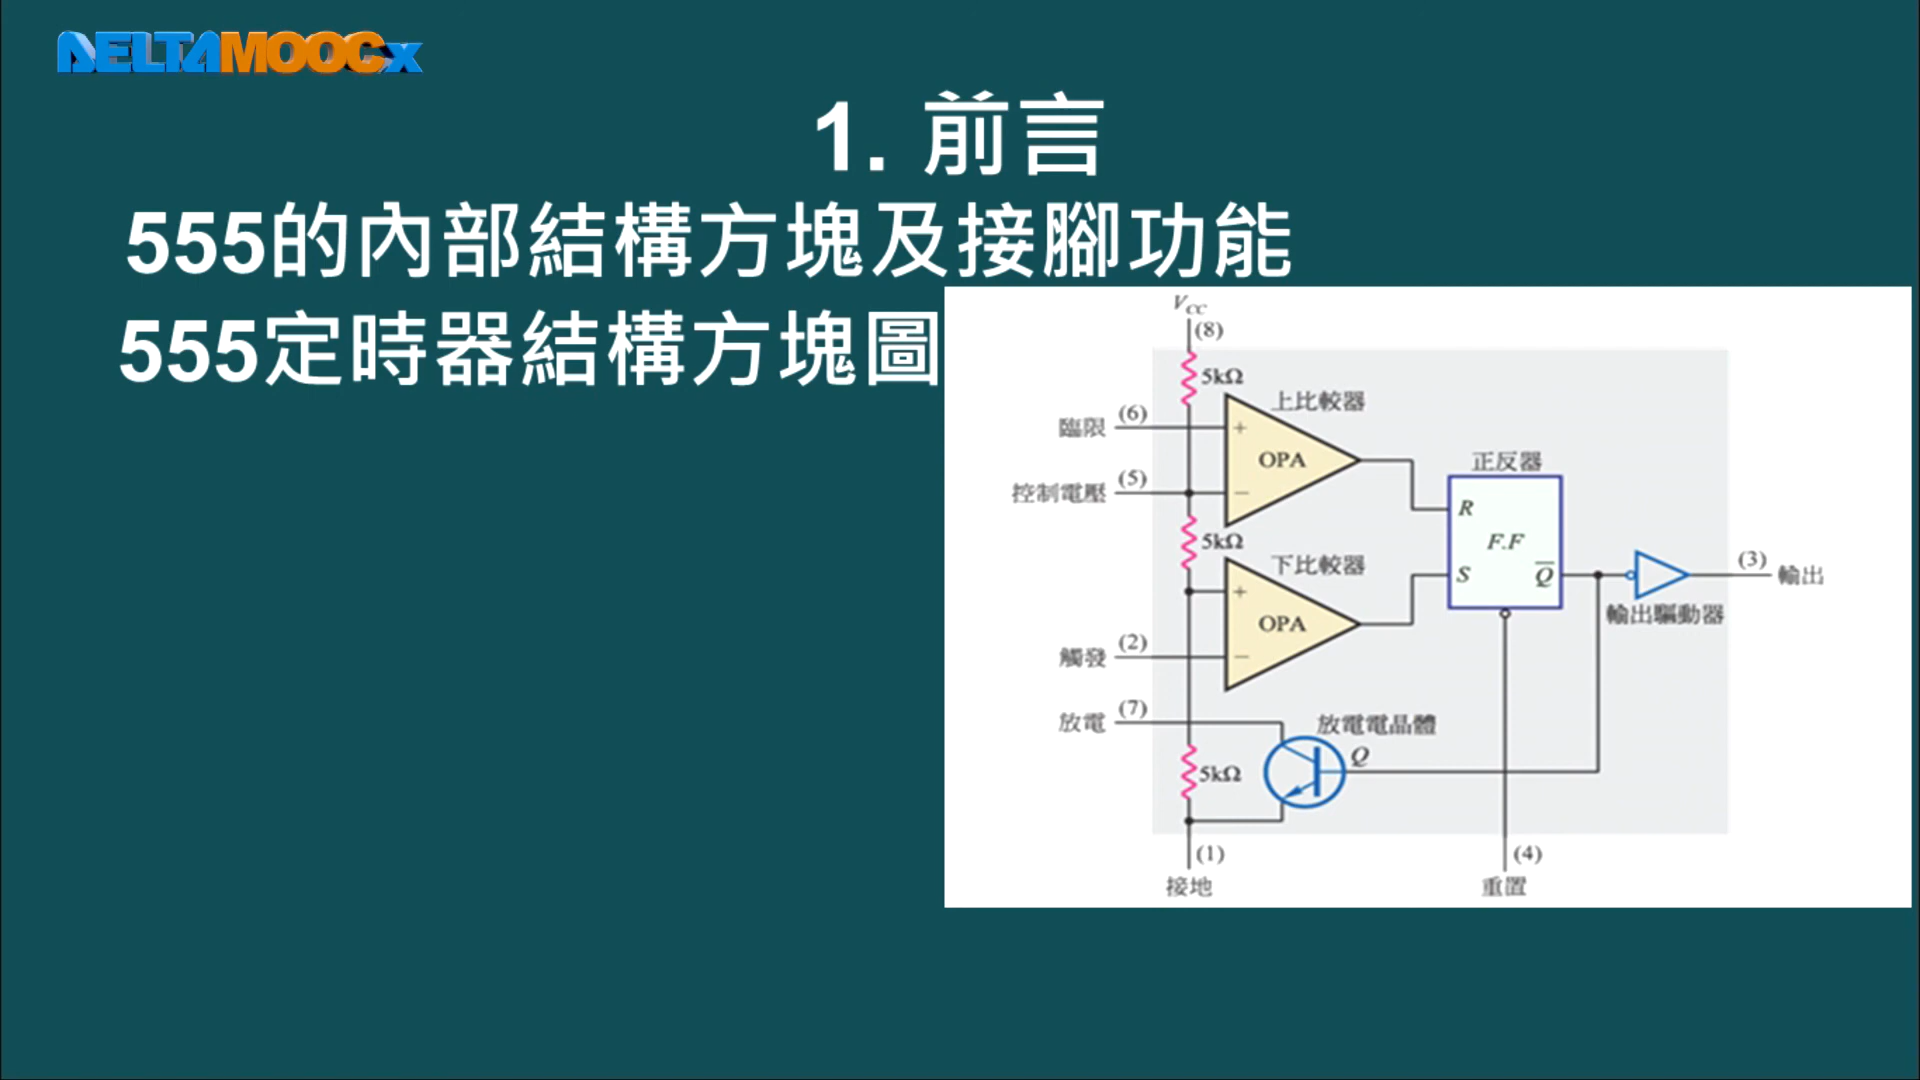 DELTAMOOCx
1. 前言
555的內部結構方塊及接腳功能
555定時器結構方塊圖
VCC
(8)
5kΩ
上比較器
臨限 (6)
+
OPA
正反器
控制電壓 (5)
−
R
5kΩ
F.F
下比較器
S
Q̅
(3) 輸出
+
OPA
輸出驅動器
觸發 (2)
−
放電 (7)
放電電晶體
Q
5kΩ
(1)
(4)
接地
重置